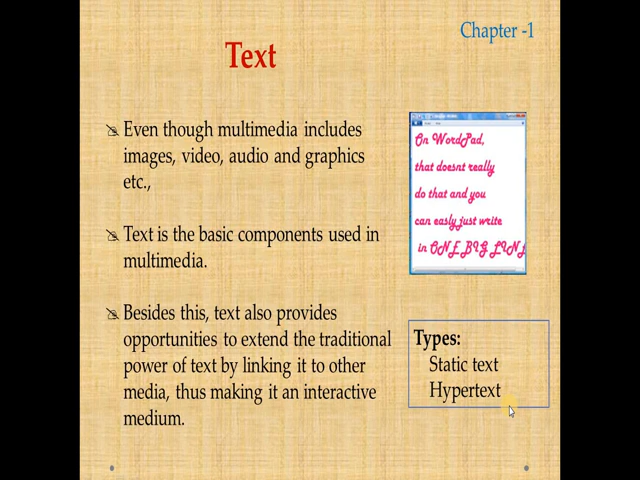 Chapter -1
Text
Even though multimedia includes
images, video, audio and graphics
etc.,
Text is the basic components used in
multimedia.
Besides this, text also provides
opportunities to extend the traditional
power of text by linking it to other
media, thus making it an interactive
medium.
On WordPad,
that doesnt really
do that and you
can easly just write
in ONE BIG LINE
Types:
Static text
Hypertext